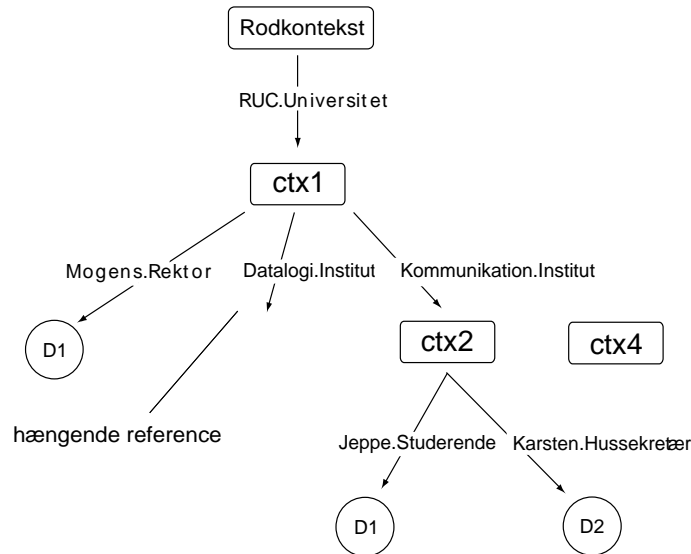 Rodkontekst
RUC.Universitet
ctx1
Mogens.Rektor
Datalogi.Institut
Kommunikation.Institut
D1
ctx2
ctx4
hængende reference
Jeppe.Studerende
Karsten.Hussekretær
D1
D2